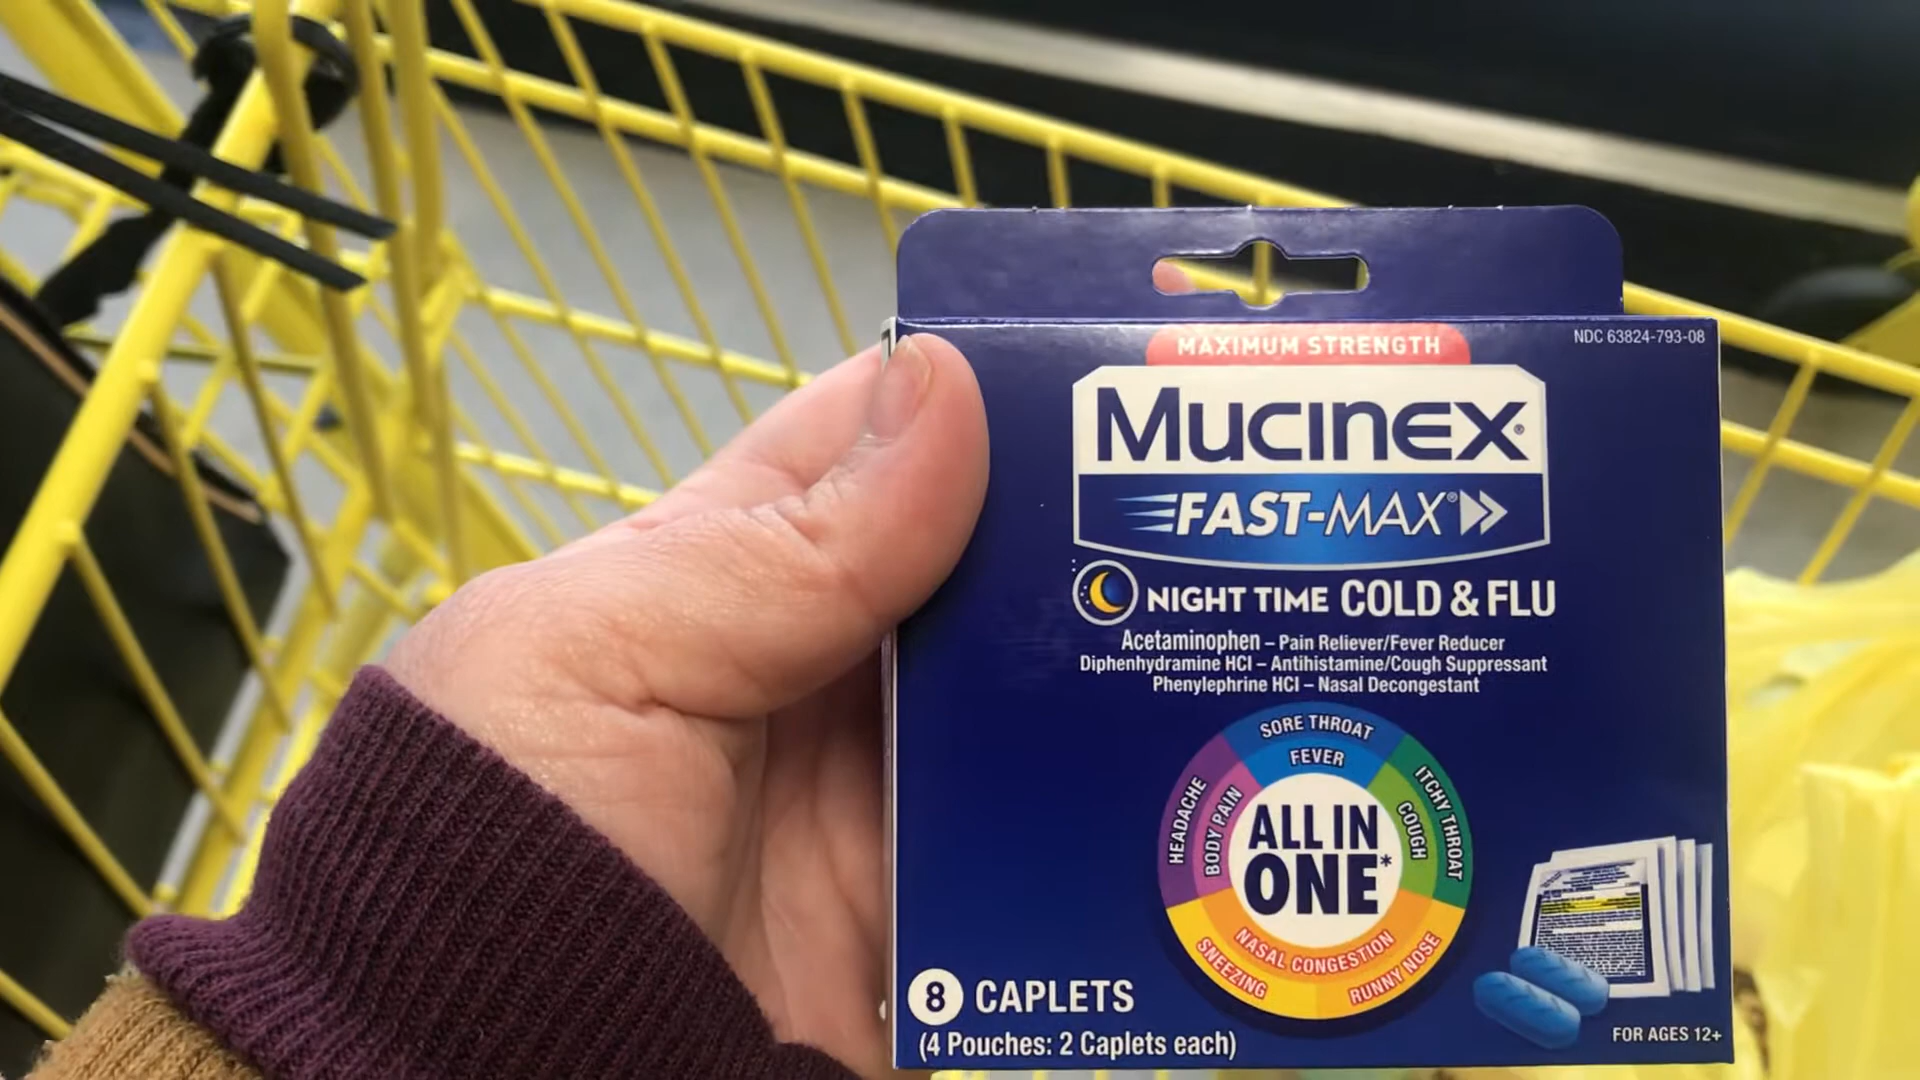 NDC 63824-793-08
MAXIMUM STRENGTH
MUCINEX®
FAST-MAX®
NIGHT TIME COLD & FLU
Acetaminophen – Pain Reliever/Fever Reducer
Diphenhydramine HCl – Antihistamine/Cough Suppressant
Phenylephrine HCl – Nasal Decongestant
SORE THROAT
FEVER
HEADACHE
BODY PAIN
ITCHY THROAT
COUGH
ALL IN
ONE*
NASAL CONGESTION
SNEEZING
RUNNY NOSE
8 CAPLETS
(4 Pouches: 2 Caplets each)
FOR AGES 12+